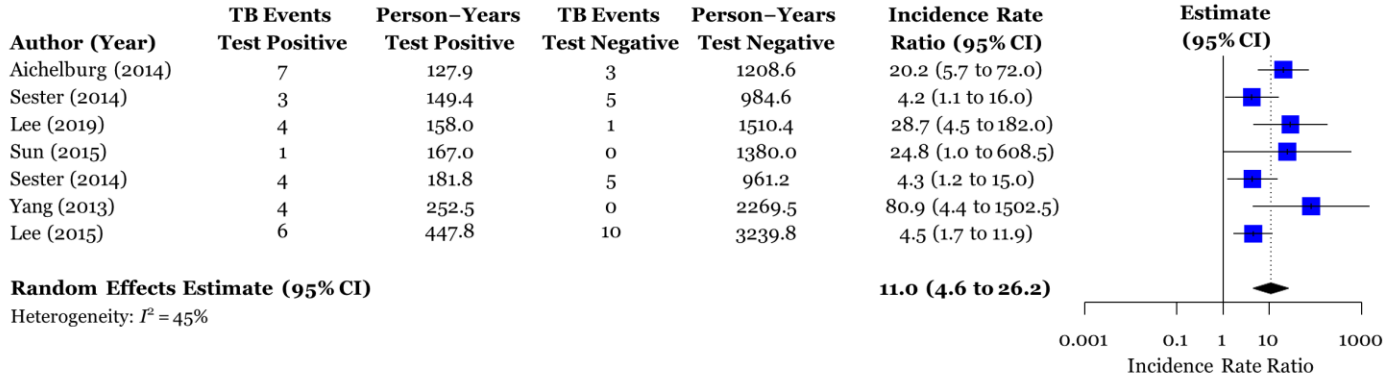 TB Events Person−Years TB Events Person−Years Incidence Rate Estimate
Author (Year) Test Positive Test Positive Test Negative Test Negative Ratio (95% CI) (95% CI)
Aichelburg (2014) 7 127.9 3 1208.6 20.2 (5.7 to 72.0)
Sester (2014) 3 149.4 5 984.6 4.2 (1.1 to 16.0)
Lee (2019) 4 158.0 1 1510.4 28.7 (4.5 to 182.0)
Sun (2015) 1 167.0 0 1380.0 24.8 (1.0 to 608.5)
Sester (2014) 4 181.8 5 961.2 4.3 (1.2 to 15.0)
Yang (2013) 4 252.5 0 2269.5 80.9 (4.4 to 1502.5)
Lee (2015) 6 447.8 10 3239.8 4.5 (1.7 to 11.9)
Random Effects Estimate (95% CI) 11.0 (4.6 to 26.2)
Heterogeneity: I² = 45%
0.001 0.1 1 10 1000
Incidence Rate Ratio